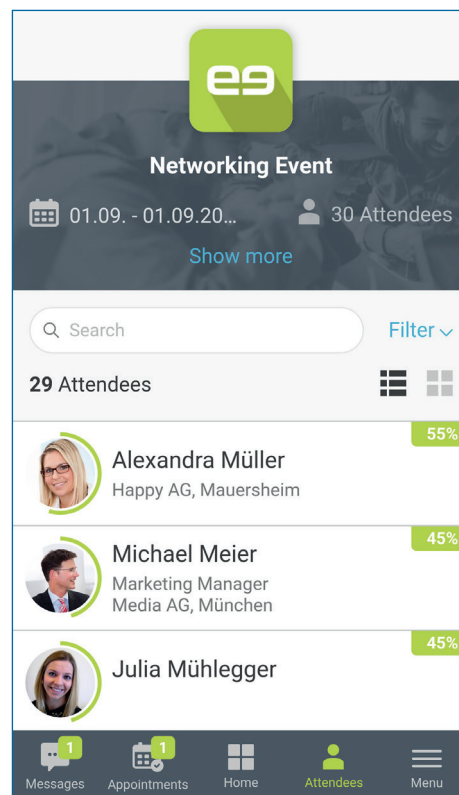 eg
Networking Event
01.09. - 01.09.20...
30 Attendees
Show more
Search
Filter
29 Attendees
55%
Alexandra Müller
Happy AG, Mauersheim
45%
Michael Meier
Marketing Manager
Media AG, München
45%
Julia Mühlegger
1
1
Messages
Appointments
Home
Attendees
Menu